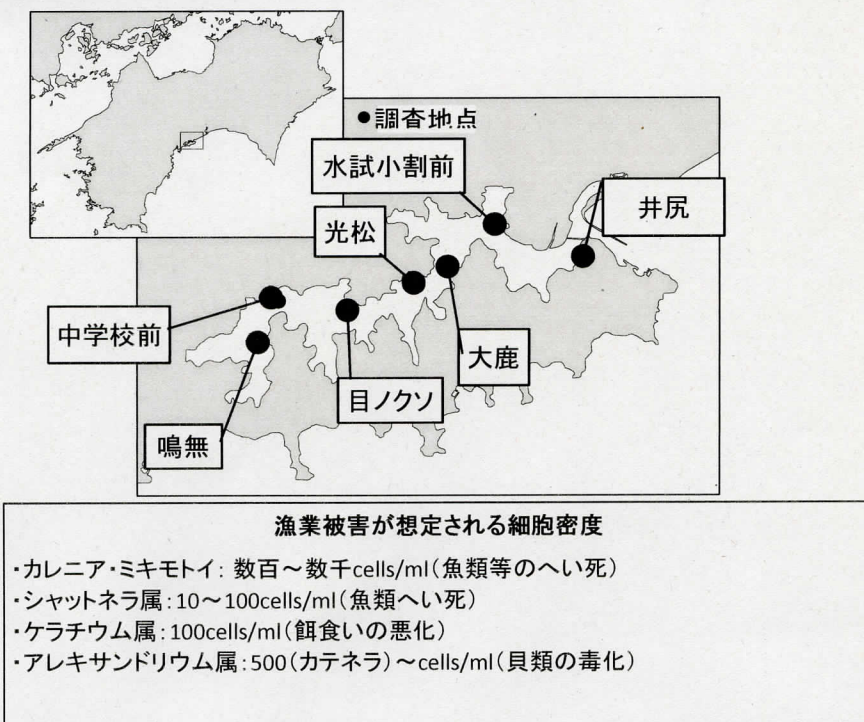 ●調査地点
水試小割前
井尻
光松
中学校前
大鹿
目ノクソ
鳴無
漁業被害が想定される細胞密度
・カレニア・ミキモトイ: 数百～数千cells/ml(魚類等のへい死)
・シャットネラ属:10～100cells/ml(魚類へい死)
・ケラチウム属:100cells/ml(餌食いの悪化)
・アレキサンドリウム属:500(カテネラ)～cells/ml(貝類の毒化)